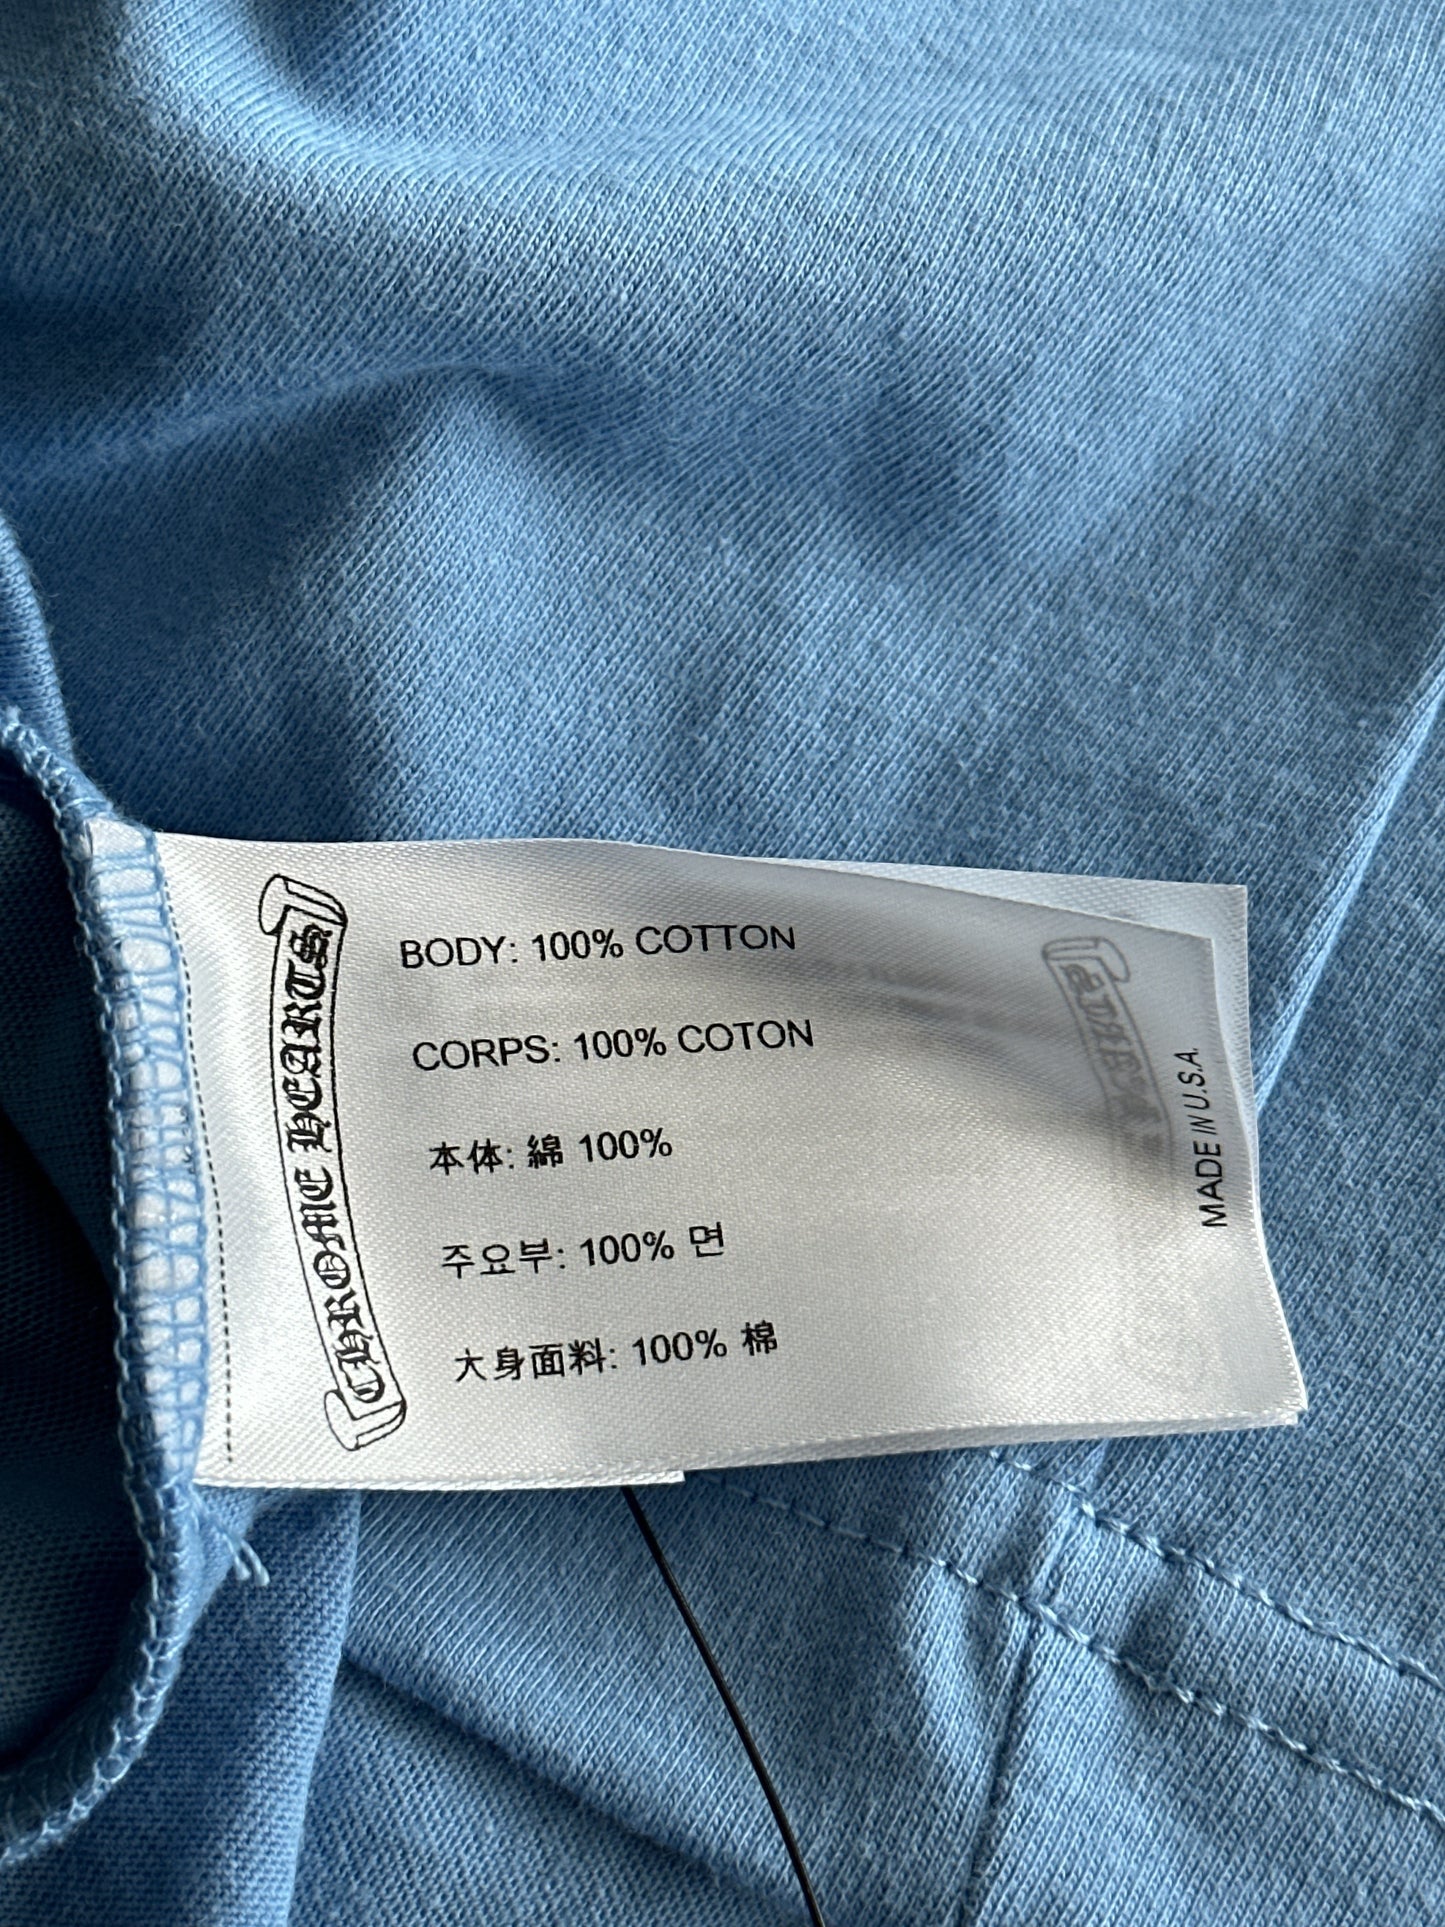 CHROME HEARTS
BODY: 100% COTTON
CORPS: 100% COTON
本体: 綿 100%
주요부: 100% 면
大身面料: 100% 棉
MADE IN U.S.A.